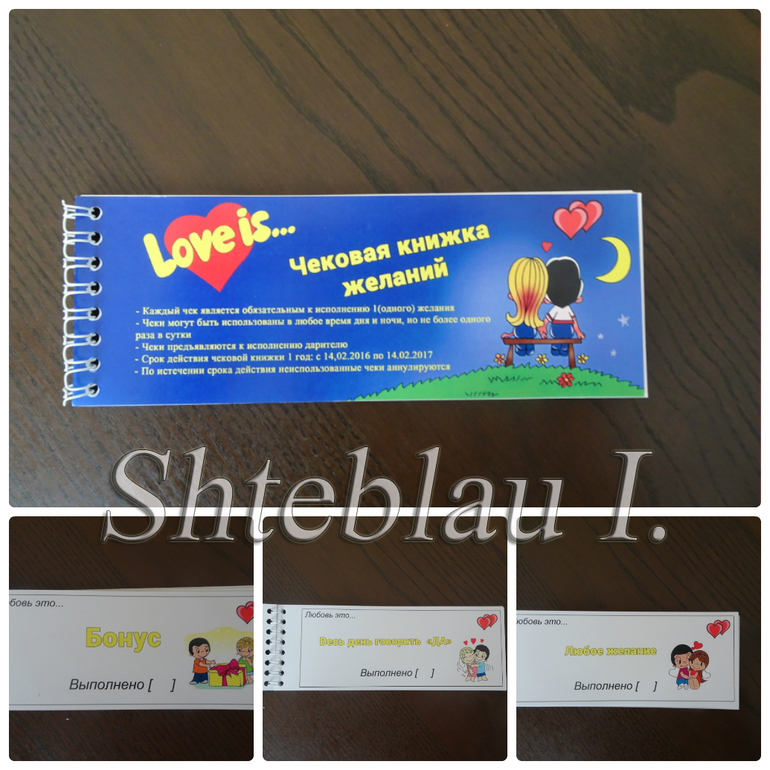 Love is...
Чековая книжка
желаний
- Каждый чек является обязательным к исполнению 1(одного) желания
- Чеки могут быть использованы в любое время дня и ночи, но не более одного
раза в сутки
- Чеки предъявляются к исполнению дарителю
- Срок действия чековой книжки 1 год: с 14,02.2016 по 14.02.2017
- По истечении срока действия неиспользованные чеки аннулируются
Shteblau I.
бовь это...
Бонус
Выполнено [ ]
Любовь это...
Весь день говорить «ДА»
Выполнено [ ]
юбовь это...
Любое желание
Выполнено [ ]